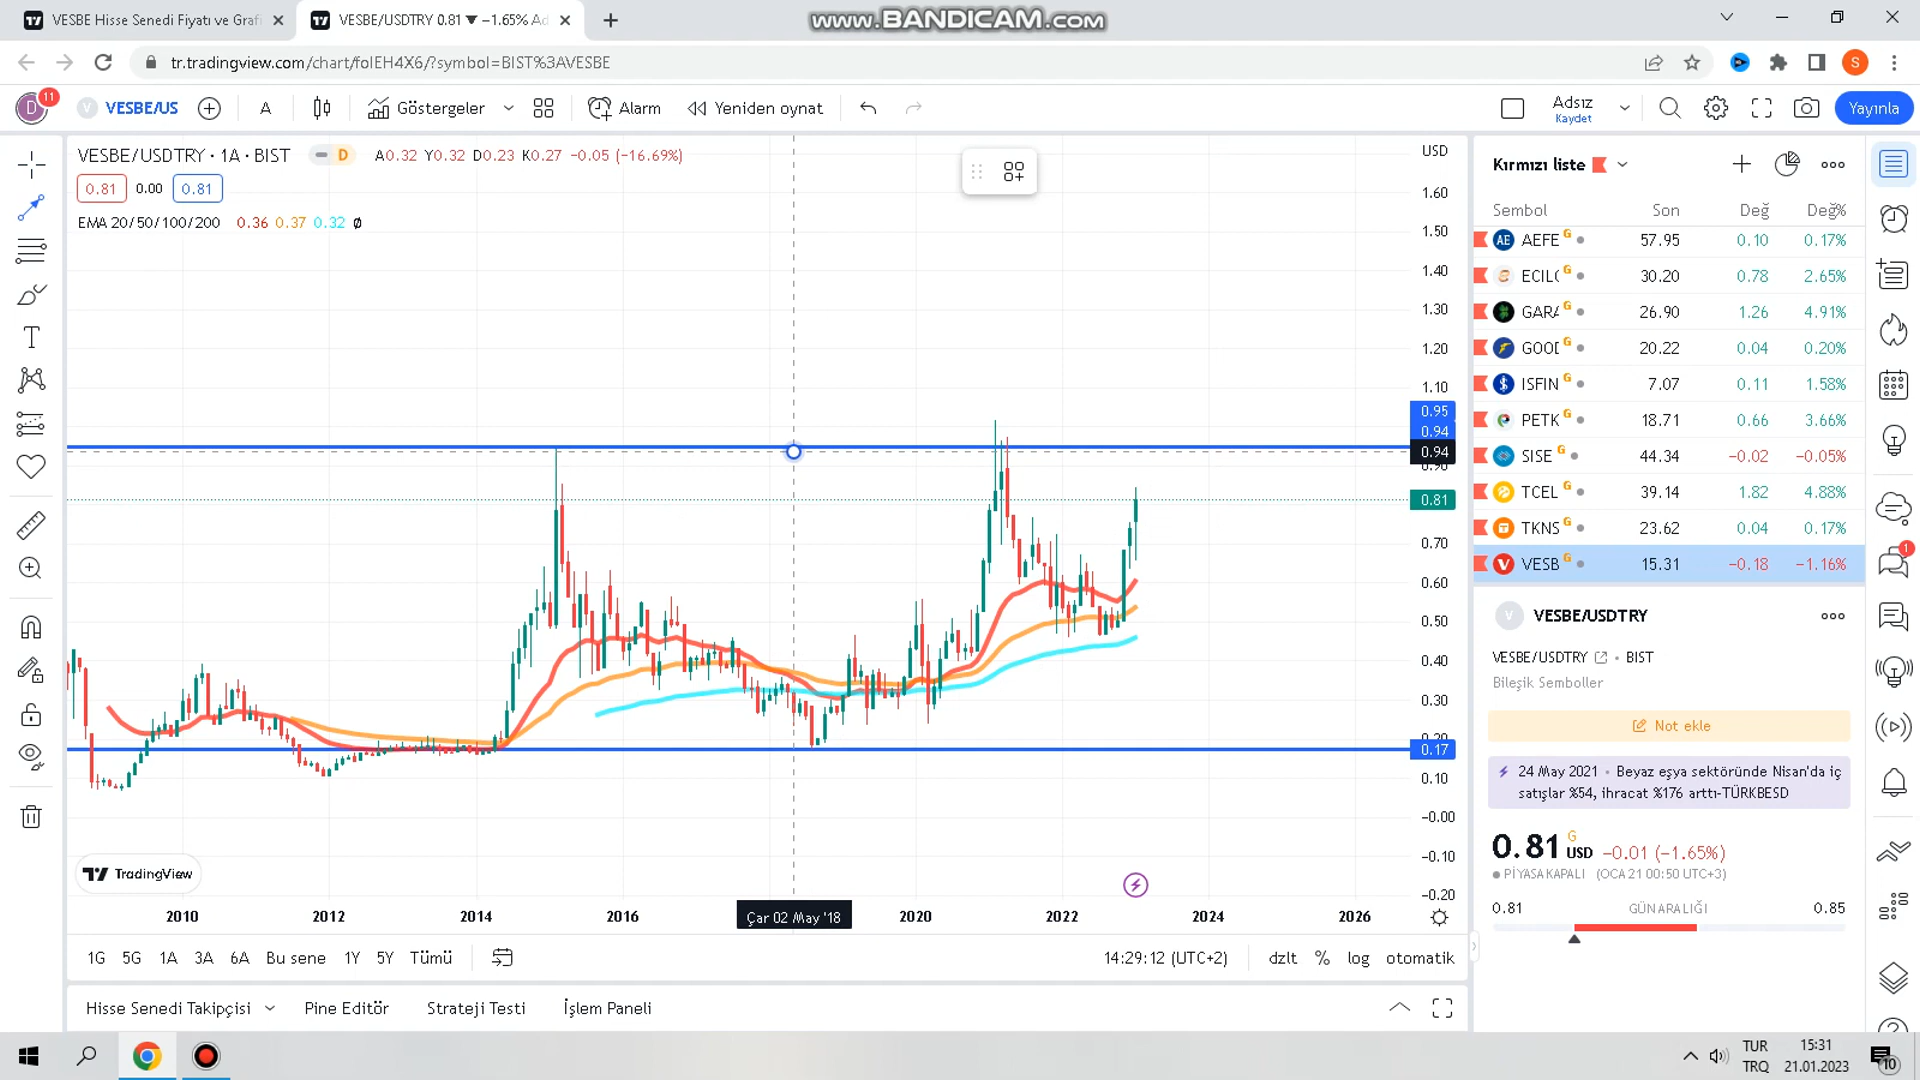 VESBE Hisse Senedi Fiyatı ve Grafi
VESBE/USDTRY 0.81 ▼ −1.65% Ad
www.BANDICAM.com
tr.tradingview.com/chart/folEH4X6/?symbol=BIST%3AVESBE
S
D
11
V
VESBE/US
A
Göstergeler
Alarm
Yeniden oynat
Adsız
Kaydet
Yayınla
VESBE/USDTRY · 1A · BIST
D
A0.32 Y0.32 D0.23 K0.27 −0.05 (−16.69%)
0.81 0.00 0.81
EMA 20/50/100/200 0.36 0.37 0.32 Ø
USD
1.60
1.50
1.40
1.30
1.20
1.10
0.95
0.94
0.94
0.90
0.81
0.70
0.60
0.50
0.40
0.30
0.20
0.17
0.10
−0.00
−0.10
−0.20
TradingView
2010
2012
2014
2016
Çar 02 May '18
2020
2022
2024
2026
1G 5G 1A 3A 6A Bu sene 1Y 5Y Tümü
14:29:12 (UTC+2)
dzlt % log otomatik
Hisse Senedi Takipçisi
Pine Editör
Strateji Testi
İşlem Paneli
Kırmızı liste
Sembol Son Değ Değ%
AE AEFE G 57.95 0.10 0.17%
ECILC G 30.20 0.78 2.65%
GARA G 26.90 1.26 4.91%
GOOD G 20.22 0.04 0.20%
ISFIN G 7.07 0.11 1.58%
PETK G 18.71 0.66 3.66%
SISE G 44.34 −0.02 −0.05%
TCEL G 39.14 1.82 4.88%
TKNS G 23.62 0.04 0.17%
VESB G 15.31 −0.18 −1.16%
V VESBE/USDTRY
VESBE/USDTRY • BIST
Bileşik Semboller
Not ekle
24 May 2021 • Beyaz eşya sektöründe Nisan'da iç
satışlar %54, ihracat %176 arttı-TÜRKBESD
0.81 G USD −0.01 (−1.65%)
PİYASA KAPALI (OCA 21 00:50 UTC+3)
0.81 GÜN ARALIĞI 0.85
1
TUR
TRQ
15:31
21.01.2023
10